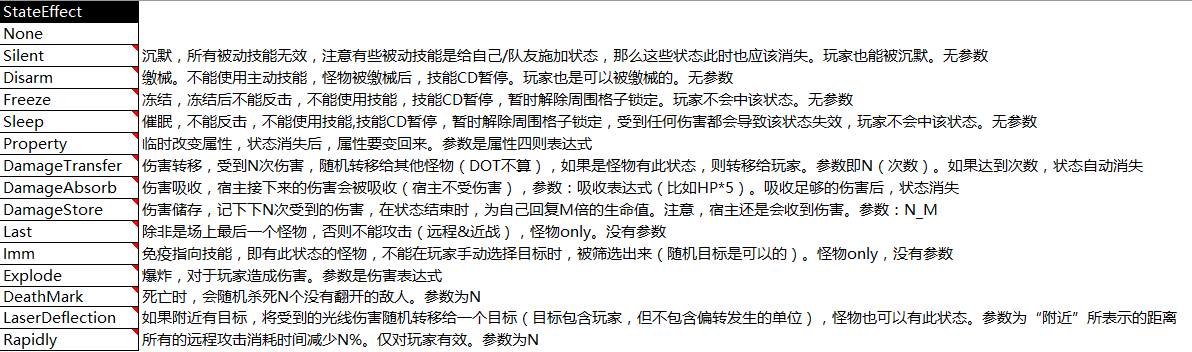 StateEffect
None
Silent 沉默，所有被动技能无效，注意有些被动技能是给自己/队友施加状态，那么这些状态此时也应该消失。玩家也能被沉默。无参数
Disarm 缴械。不能使用主动技能，怪物被缴械后，技能CD暂停。玩家也是可以被缴械的。无参数
Freeze 冻结，冻结后不能反击，不能使用技能，技能CD暂停，暂时解除周围格子锁定。玩家不会中该状态。无参数
Sleep 催眠，不能反击，不能使用技能,技能CD暂停，暂时解除周围格子锁定，受到任何伤害都会导致该状态失效，玩家不会中该状态。无参数
Property 临时改变属性，状态消失后，属性要变回来。参数是属性四则表达式
DamageTransfer 伤害转移，受到N次伤害，随机转移给其他怪物（DOT不算），如果是怪物有此状态，则转移给玩家。参数即N（次数）。如果达到次数，状态自动消失
DamageAbsorb 伤害吸收，宿主接下来的伤害会被吸收（宿主不受伤害），参数：吸收表达式（比如HP*5）。吸收足够的伤害后，状态消失
DamageStore 伤害储存，记下下N次受到的伤害，在状态结束时，为自己回复M倍的生命值。注意，宿主还是会收到伤害。参数：N_M
Last 除非是场上最后一个怪物，否则不能攻击（远程&近战），怪物only。没有参数
Imm 免疫指向技能，即有此状态的怪物，不能在玩家手动选择目标时，被筛选出来（随机目标是可以的）。怪物only，没有参数
Explode 爆炸，对于玩家造成伤害。参数是伤害表达式
DeathMark 死亡时，会随机杀死N个没有翻开的敌人。参数为N
LaserDeflection 如果附近有目标，将受到的光线伤害随机转移给一个目标（目标包含玩家，但不包含偏转发生的单位），怪物也可以有此状态。参数为“附近”所表示的距离
Rapidly 所有的远程攻击消耗时间减少N%。仅对玩家有效。参数为N